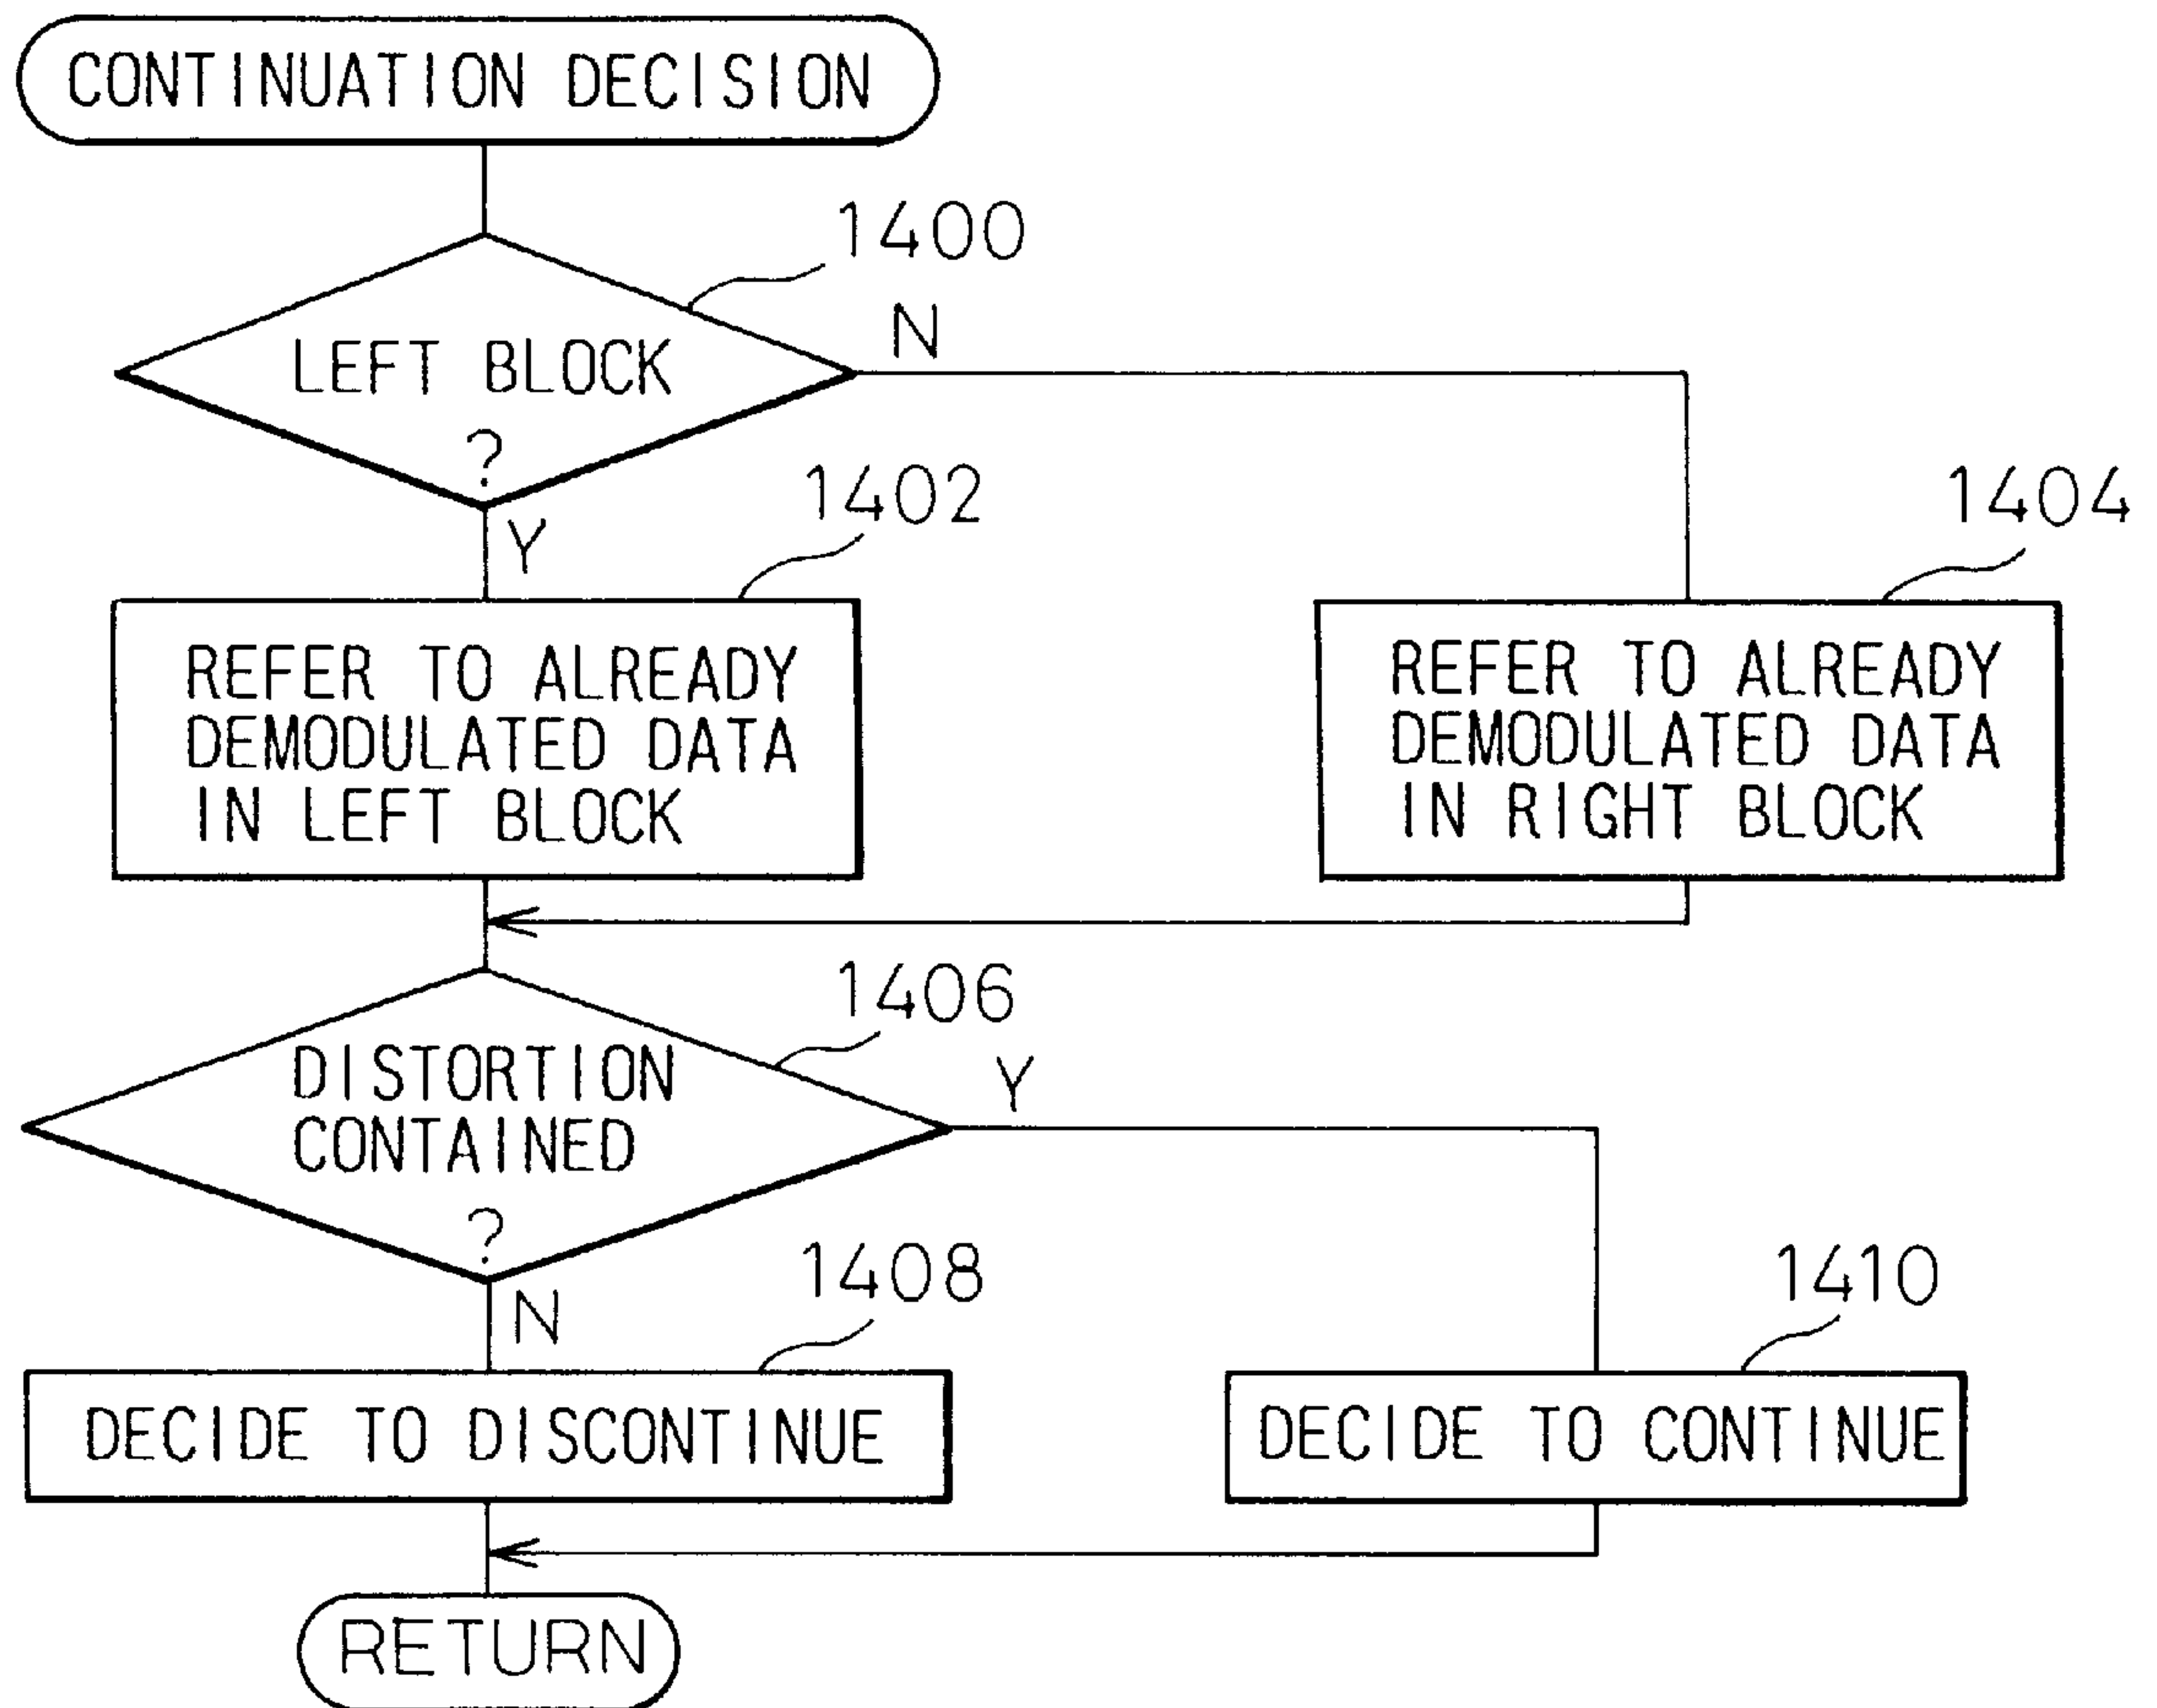 CONTINUATION DECISION
1400
N
LEFT BLOCK
?
Y
1402
1404
REFER TO ALREADY
DEMODULATED DATA
IN LEFT BLOCK
REFER TO ALREADY
DEMODULATED DATA
IN RIGHT BLOCK
1406
Y
DISTORTION
CONTAINED
?
N
1408
1410
DECIDE TO DISCONTINUE
DECIDE TO CONTINUE
RETURN